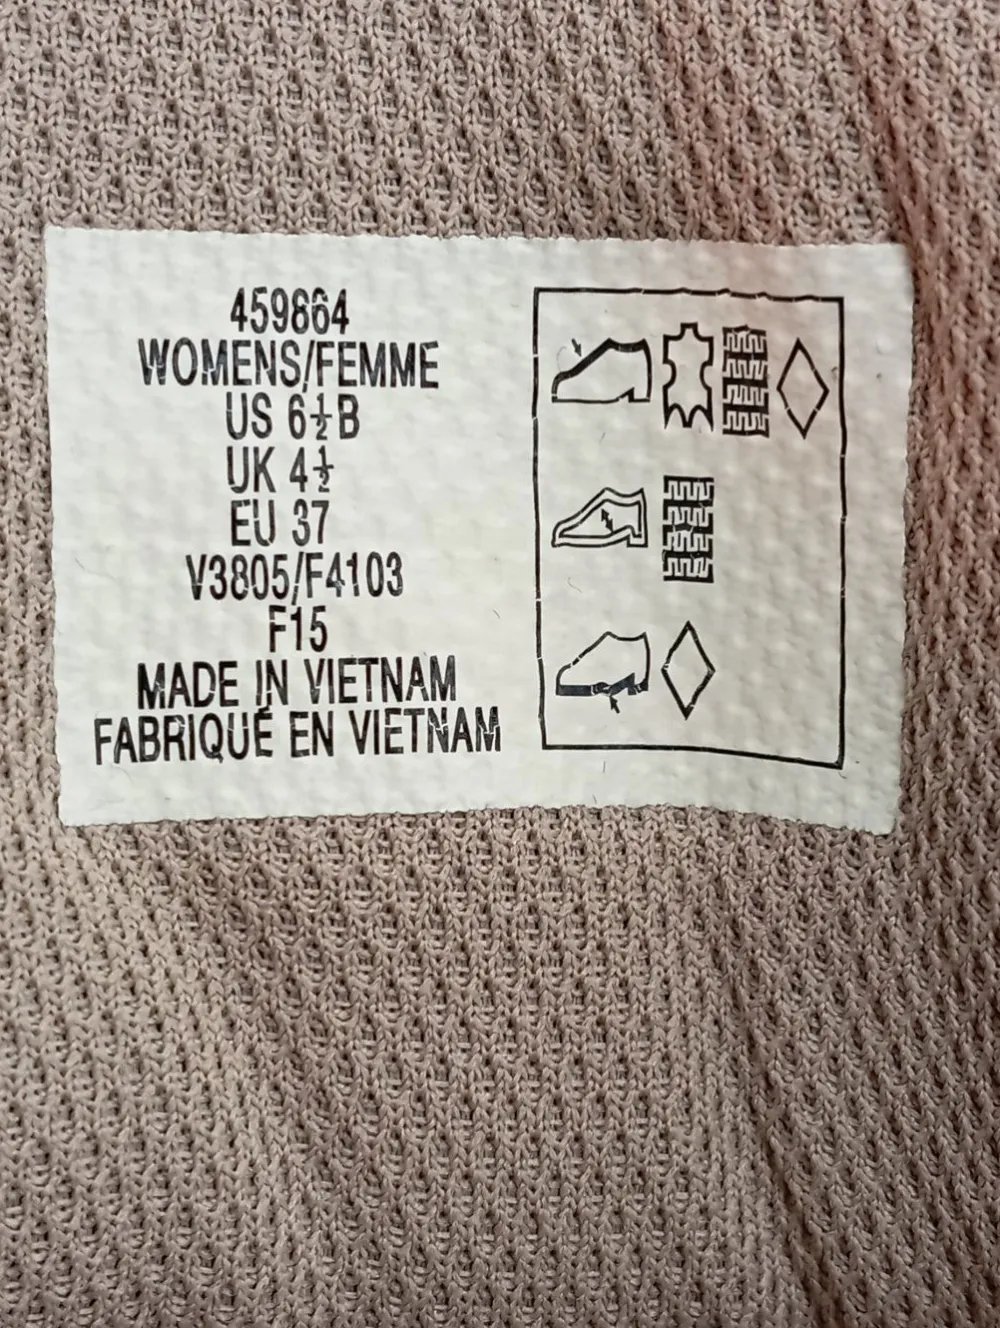 459864
WOMENS/FEMME
US 6½B
UK 4½
EU 37
V3805/F4103
F15
MADE IN VIETNAM
FABRIQUÉ EN VIETNAM